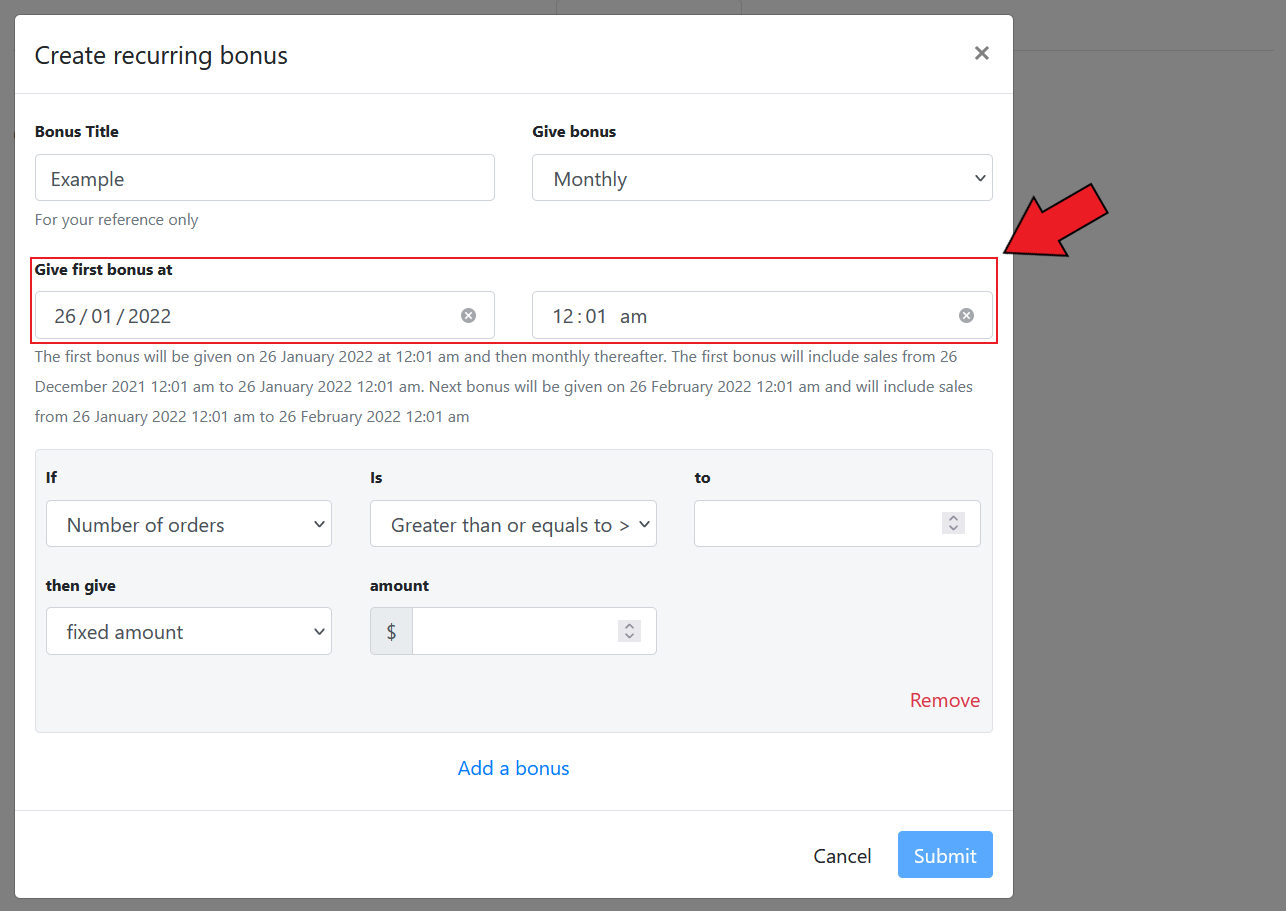 Create recurring bonus
Bonus Title
Give bonus
Example
Monthly
For your reference only
Give first bonus at
26/01/2022
12:01 am
The first bonus will be given on 26 January 2022 at 12:01 am and then monthly thereafter. The first bonus will include sales from 26
December 2021 12:01 am to 26 January 2022 12:01 am. Next bonus will be given on 26 February 2022 12:01 am and will include sales
from 26 January 2022 12:01 am to 26 February 2022 12:01 am
If
Is
to
Number of orders
Greater than or equals to >
then give
amount
fixed amount
$
Remove
Add a bonus
Cancel
Submit